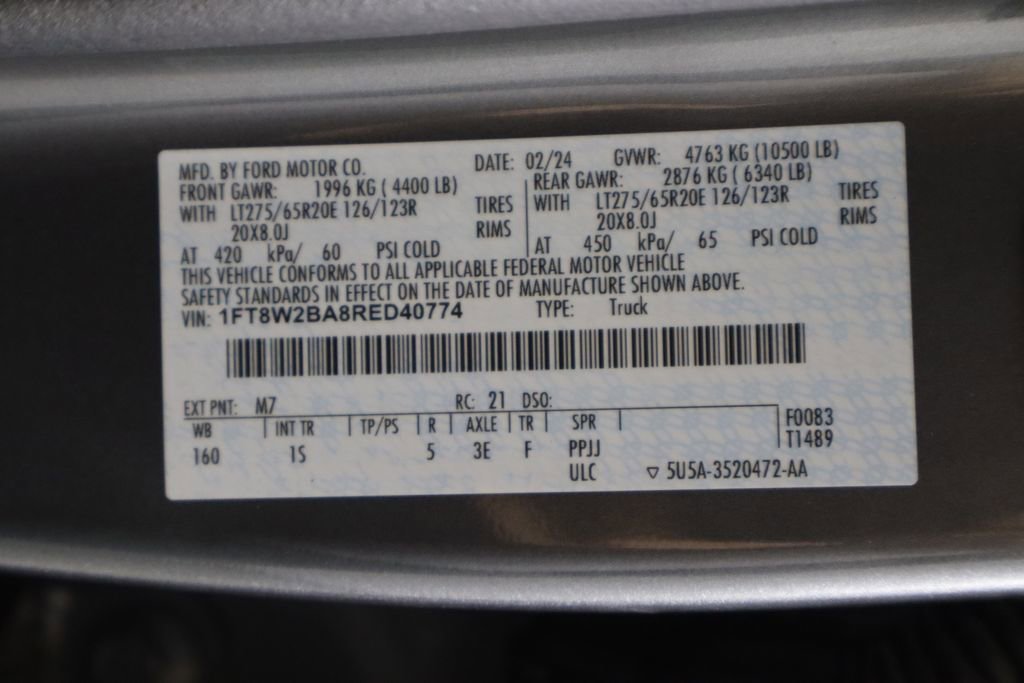 MFD. BY FORD MOTOR CO. DATE: 02/24 GVWR: 4763 KG (10500 LB)
FRONT GAWR: 1996 KG ( 4400 LB) REAR GAWR: 2876 KG ( 6340 LB)
WITH LT275/65R20E 126/123R TIRES WITH LT275/65R20E 126/123R TIRES
20X8.0J RIMS 20X8.0J RIMS
AT 420 kPa/ 60 PSI COLD AT 450 kPa/ 65 PSI COLD
THIS VEHICLE CONFORMS TO ALL APPLICABLE FEDERAL MOTOR VEHICLE
SAFETY STANDARDS IN EFFECT ON THE DATE OF MANUFACTURE SHOWN ABOVE.
VIN: 1FT8W2BA8RED40774 TYPE: Truck
EXT PNT: M7 RC: 21 DSO:
WB INT TR TP/PS R AXLE TR SPR F0083
160 1S 5 3E F PPJJ T1489
ULC ▽ 5U5A-3520472-AA